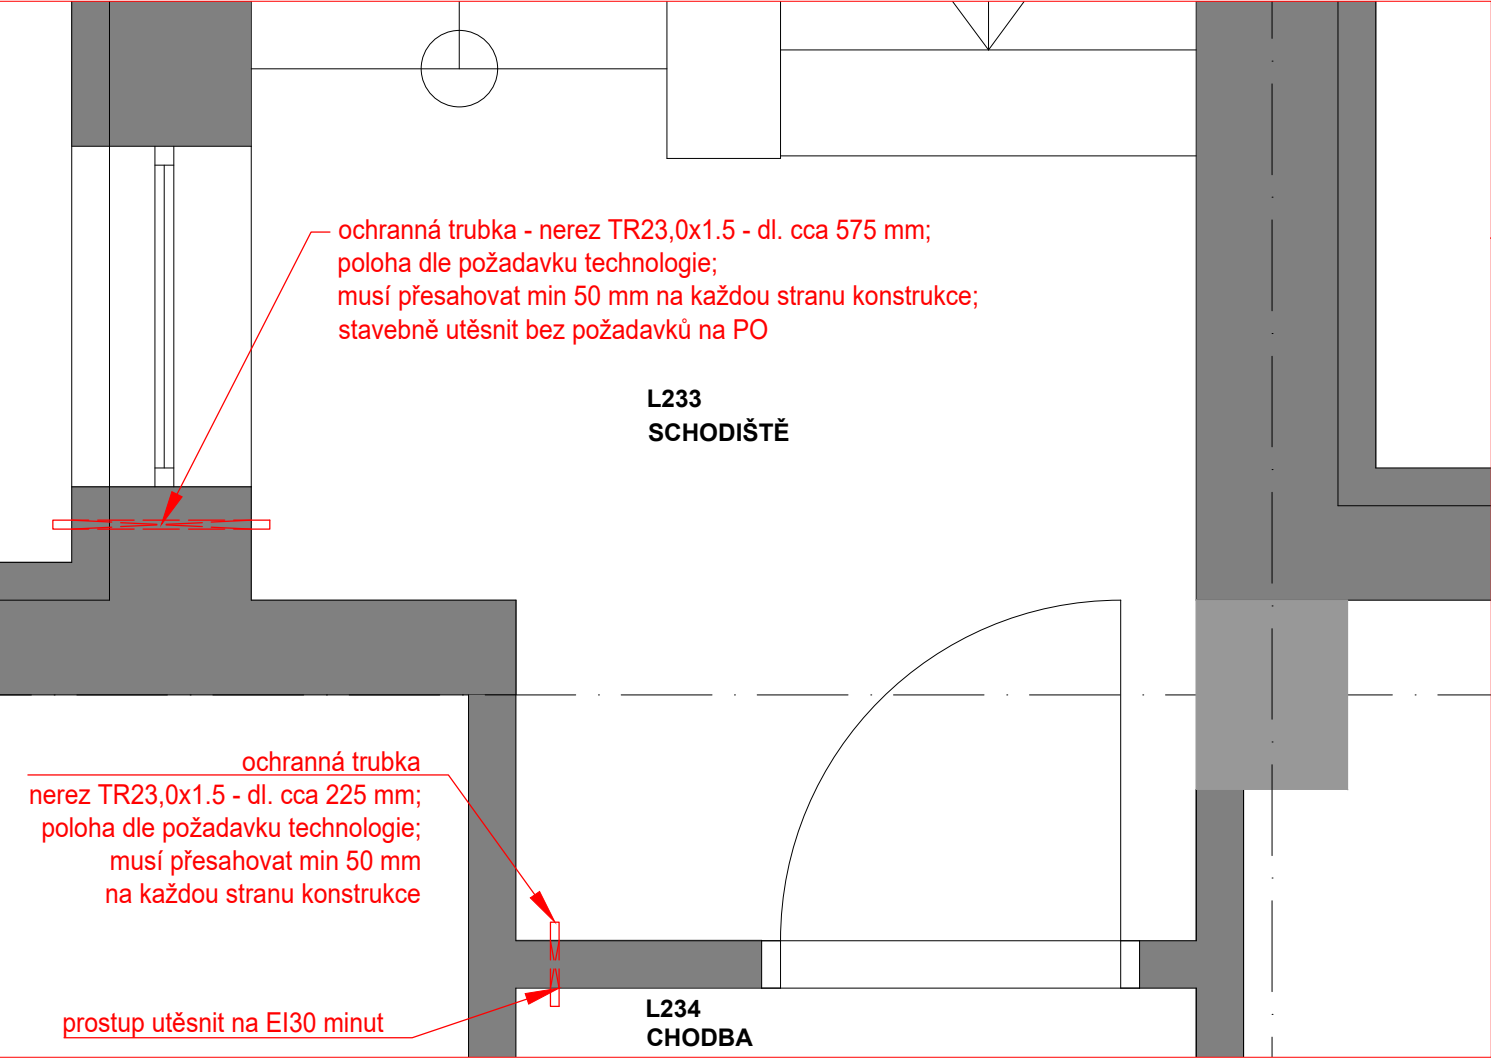 ochranná trubka - nerez TR23,0x1.5 - dl. cca 575 mm;
poloha dle požadavku technologie;
musí přesahovat min 50 mm na každou stranu konstrukce;
stavebně utěsnit bez požadavků na PO
L233
SCHODIŠTĚ
ochranná trubka
nerez TR23,0x1.5 - dl. cca 225 mm;
poloha dle požadavku technologie;
musí přesahovat min 50 mm
na každou stranu konstrukce
prostup utěsnit na EI30 minut
L234
CHODBA